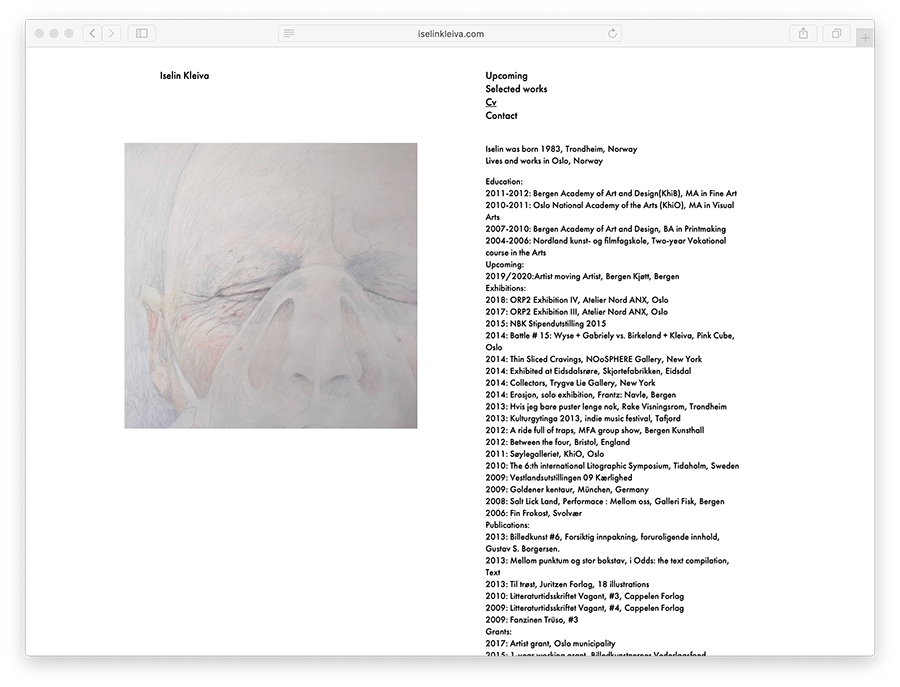 iselinkleiva.com
Iselin Kleiva
Upcoming
Selected works
Cv
Contact
Iselin was born 1983, Trondheim, Norway
Lives and works in Oslo, Norway
Education:
2011-2012: Bergen Academy of Art and Design(KhiB), MA in Fine Art
2010-2011: Oslo National Academy of the Arts (KhiO), MA in Visual
Arts
2007-2010: Bergen Academy of Art and Design, BA in Printmaking
2004-2006: Nordland kunst- og filmfagskole, Two-year Vokational
course in the Arts
Upcoming:
2019/2020:Artist moving Artist, Bergen Kjøtt, Bergen
Exhibitions:
2018: ORP2 Exhibition IV, Atelier Nord ANX, Oslo
2017: ORP2 Exhibition III, Atelier Nord ANX, Oslo
2015: NBK Stipendutstilling 2015
2014: Battle # 15: Wyse + Gabriely vs. Birkeland + Kleiva, Pink Cube,
Oslo
2014: Thin Sliced Cravings, NOoSPHERE Gallery, New York
2014: Exhibited at Eidsdalsrøre, Skjortefabrikken, Eidsdal
2014: Collectors, Trygve Lie Gallery, New York
2014: Erosjon, solo exhibition, Frantz: Navle, Bergen
2013: Hvis jeg bare puster lenge nok, Rake Visningsrom, Trondheim
2013: Kulturgytinga 2013, indie music festival, Tafjord
2012: A ride full of traps, MFA group show, Bergen Kunsthall
2012: Between the four, Bristol, England
2011: Søylegalleriet, KhiO, Oslo
2010: The 6:th international Litographic Symposium, Tidaholm, Sweden
2009: Vestlandsutstillingen 09 Kærlighed
2009: Goldener kentaur, München, Germany
2008: Salt Lick Land, Performace : Mellom oss, Galleri Fisk, Bergen
2006: Fin Frokost, Svolvær
Publications:
2013: Billedkunst #6, Forsiktig innpakning, foruroligende innhold,
Gustav S. Borgersen.
2013: Mellom punktum og stor bokstav, i Odds: the text compilation,
Text
2013: Til trøst, Juritzen Forlag, 18 illustrations
2010: Litteraturtidsskriftet Vagant, #3, Cappelen Forlag
2009: Litteraturtidsskriftet Vagant, #4, Cappelen Forlag
2009: Fanzinen Trüso, #3
Grants:
2017: Artist grant, Oslo municipality
2015: 1-year working grant, Billedkunstnernes Vederlagsfond